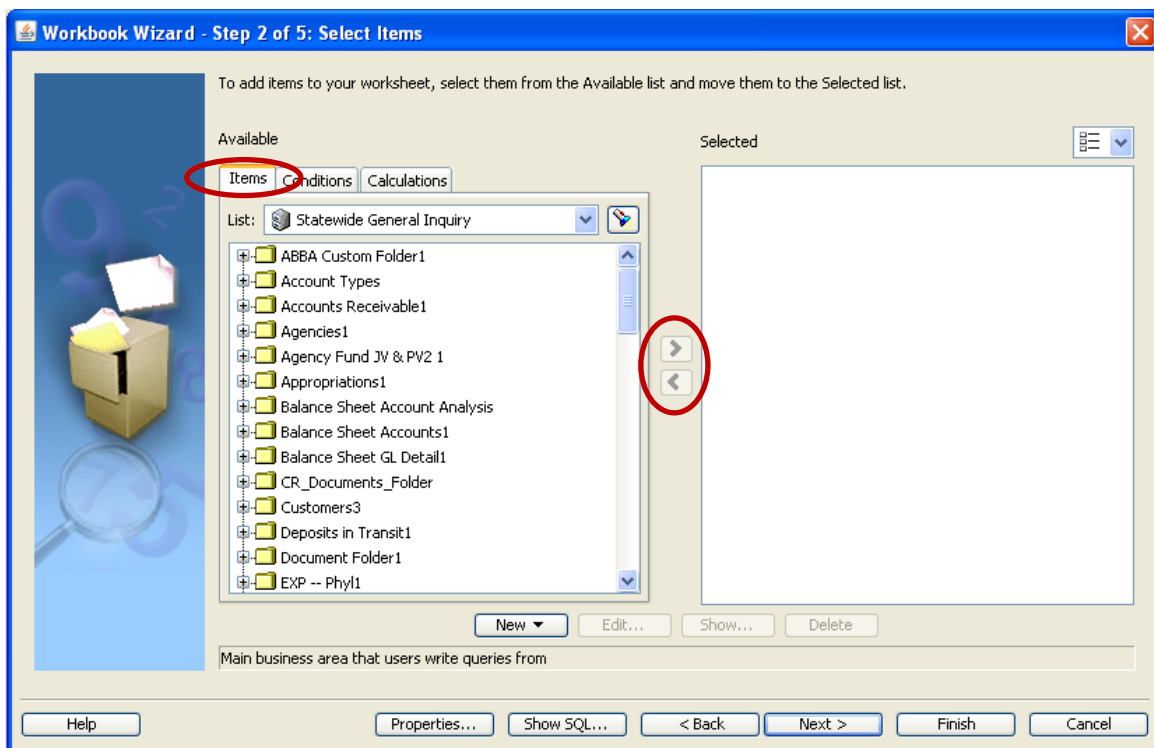 Workbook Wizard - Step 2 of 5: Select Items
To add items to your worksheet, select them from the Available list and move them to the Selected list.
Available
Selected
Items Conditions Calculations
List: Statewide General Inquiry
ABBA Custom Folder1
Account Types
Accounts Receivable1
Agencies1
Agency Fund JV & PV2 1
Appropriations1
Balance Sheet Account Analysis
Balance Sheet Accounts1
Balance Sheet GL Detail1
CR_Documents_Folder
Customers3
Deposits in Transit1
Document Folder1
EXP -- Phyl1
New Edit... Show... Delete
Main business area that users write queries from
Help Properties... Show SQL... < Back Next > Finish Cancel